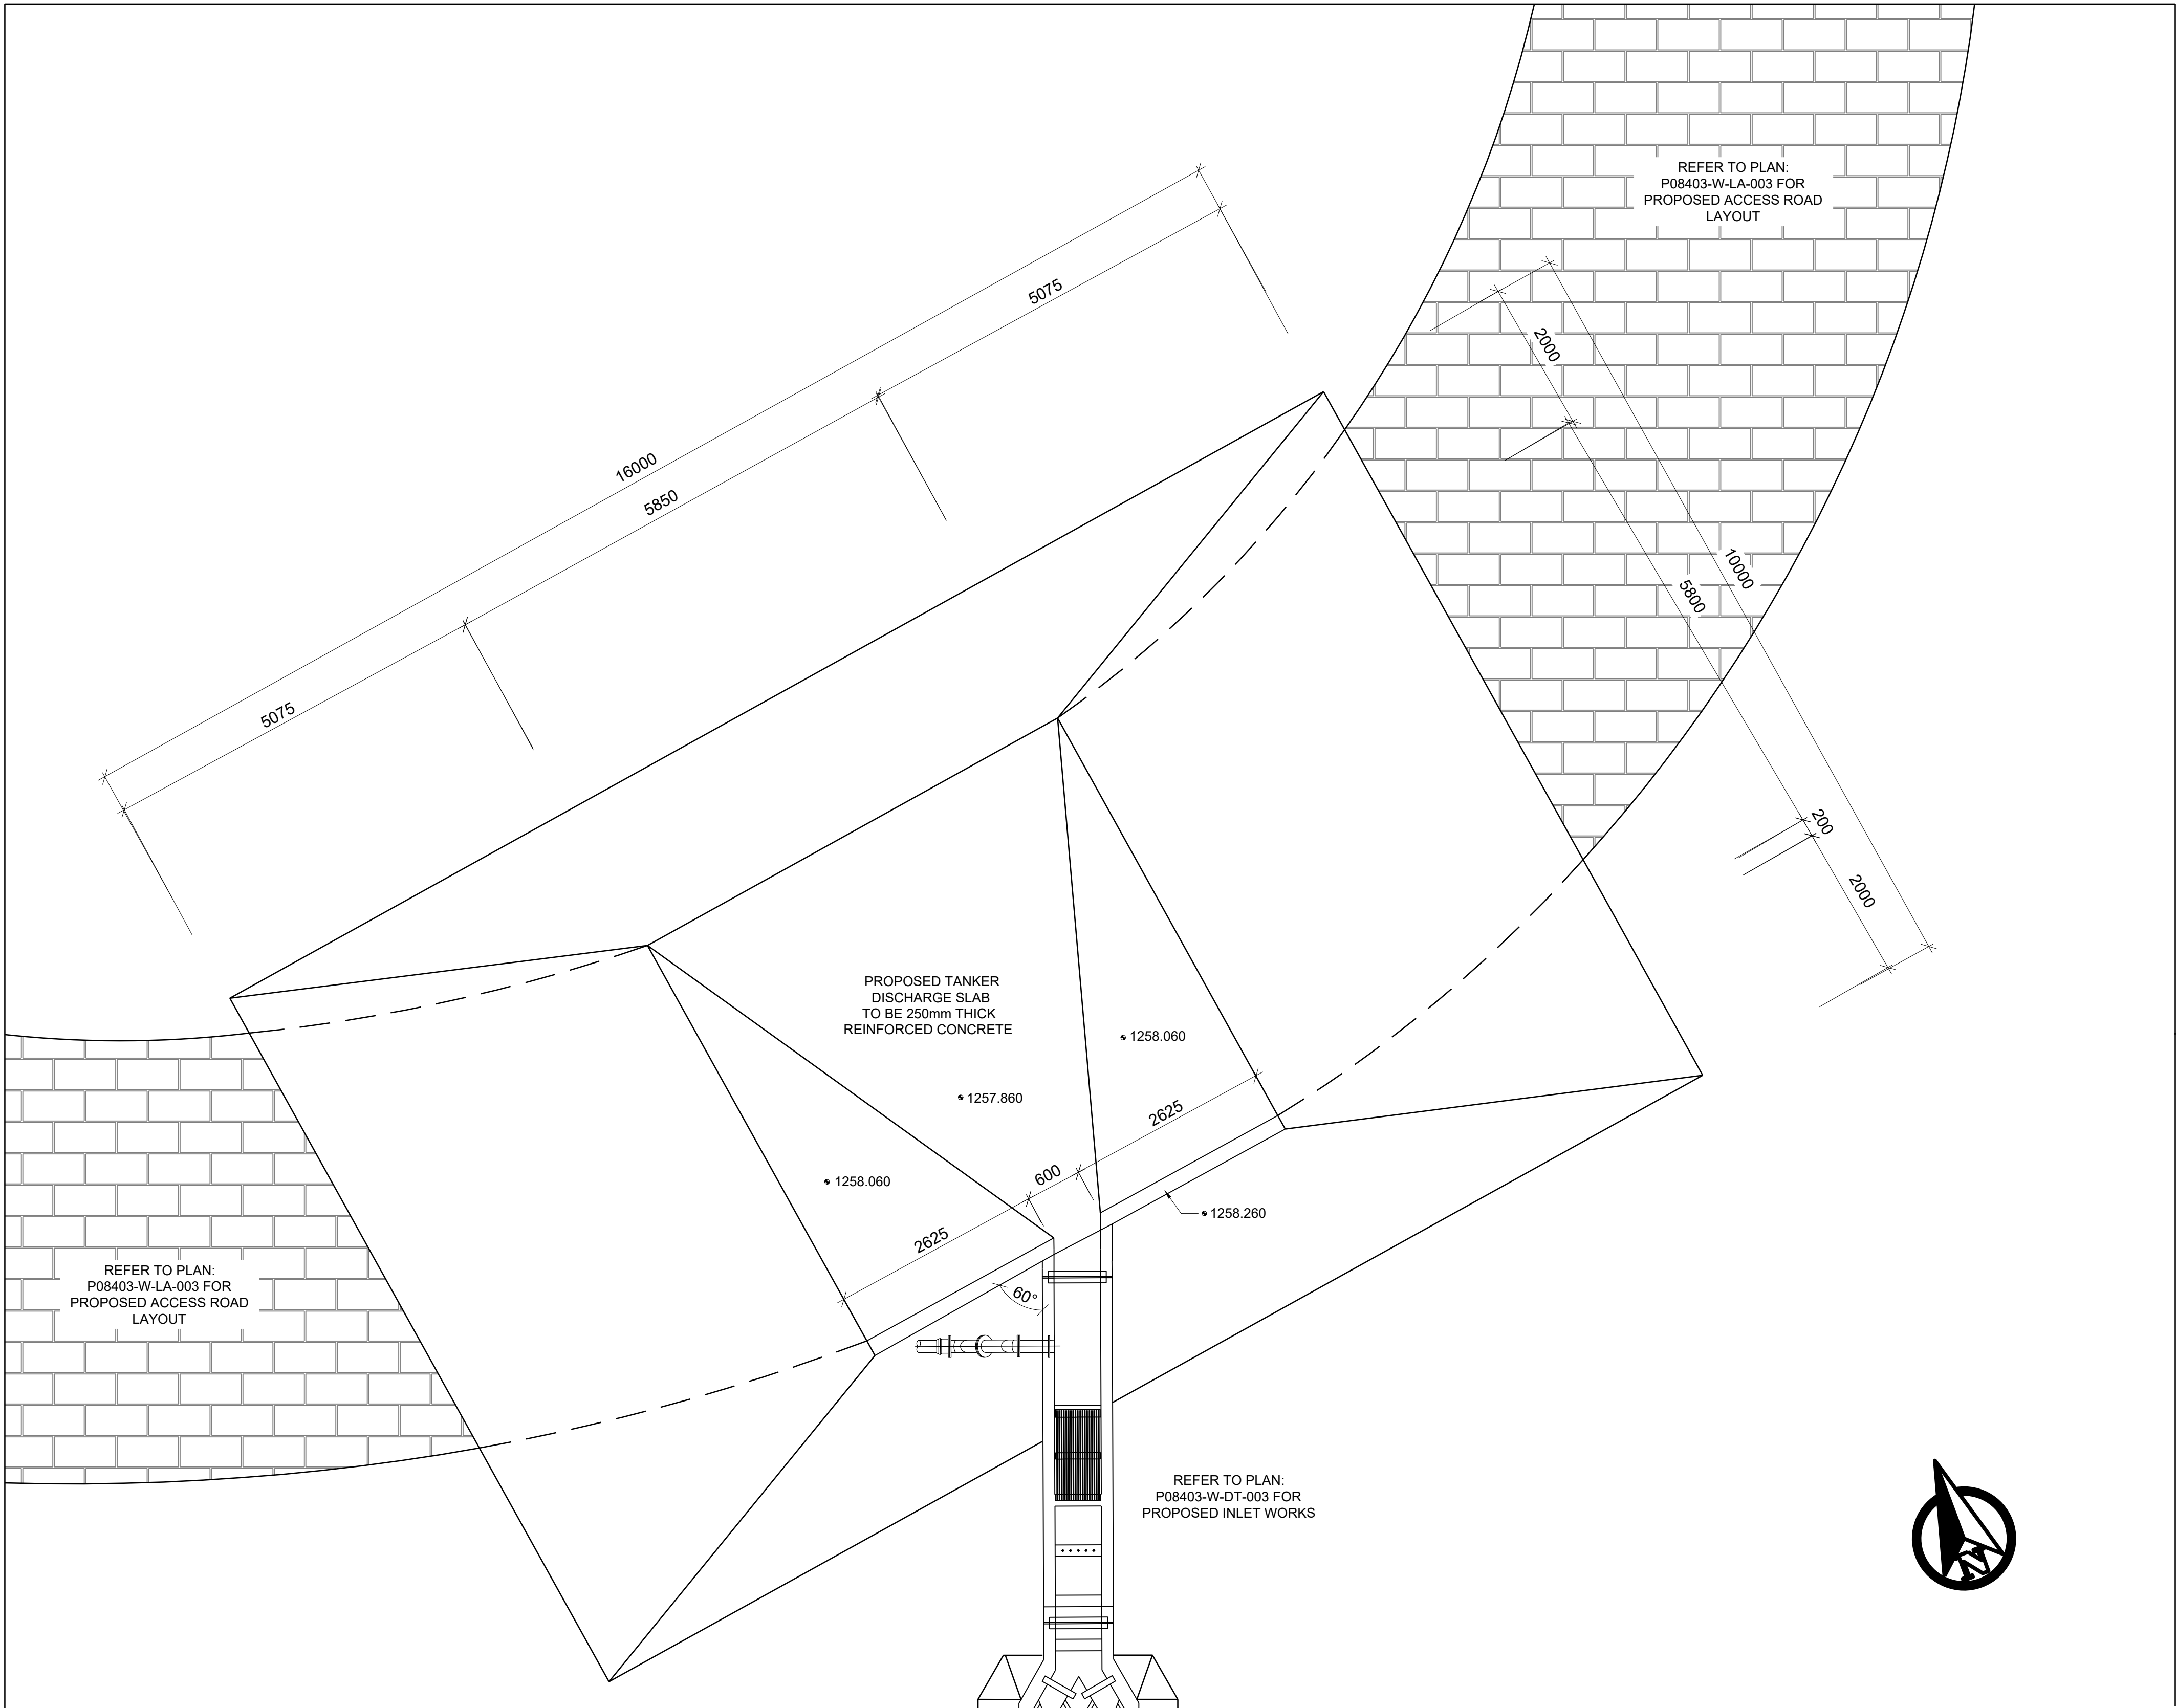 REFER TO PLAN:
P08403-W-LA-003 FOR
PROPOSED ACCESS ROAD
LAYOUT
5075
16000
5850
5075
2000
10000
5800
200
2000
PROPOSED TANKER
DISCHARGE SLAB
TO BE 250mm THICK
REINFORCED CONCRETE
1258.060
1257.860
2625
1258.060
600
1258.260
2625
60°
REFER TO PLAN:
P08403-W-LA-003 FOR
PROPOSED ACCESS ROAD
LAYOUT
REFER TO PLAN:
P08403-W-DT-003 FOR
PROPOSED INLET WORKS
N